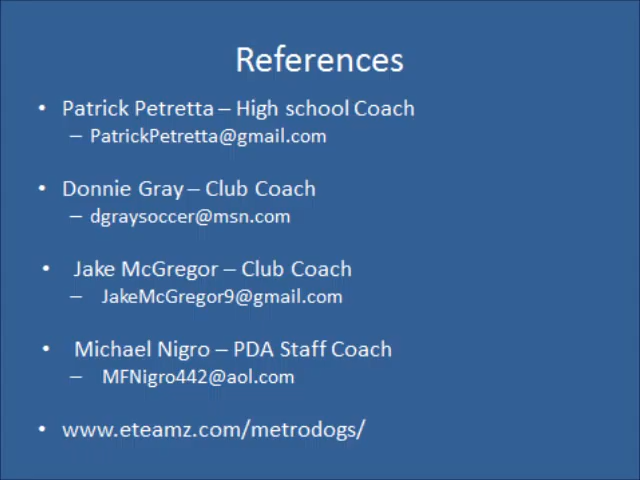 References
• Patrick Petretta – High school Coach
– PatrickPetretta@gmail.com
• Donnie Gray – Club Coach
– dgraysoccer@msn.com
• Jake McGregor – Club Coach
– JakeMcGregor9@gmail.com
• Michael Nigro – PDA Staff Coach
– MFNigro442@aol.com
• www.eteamz.com/metrodogs/